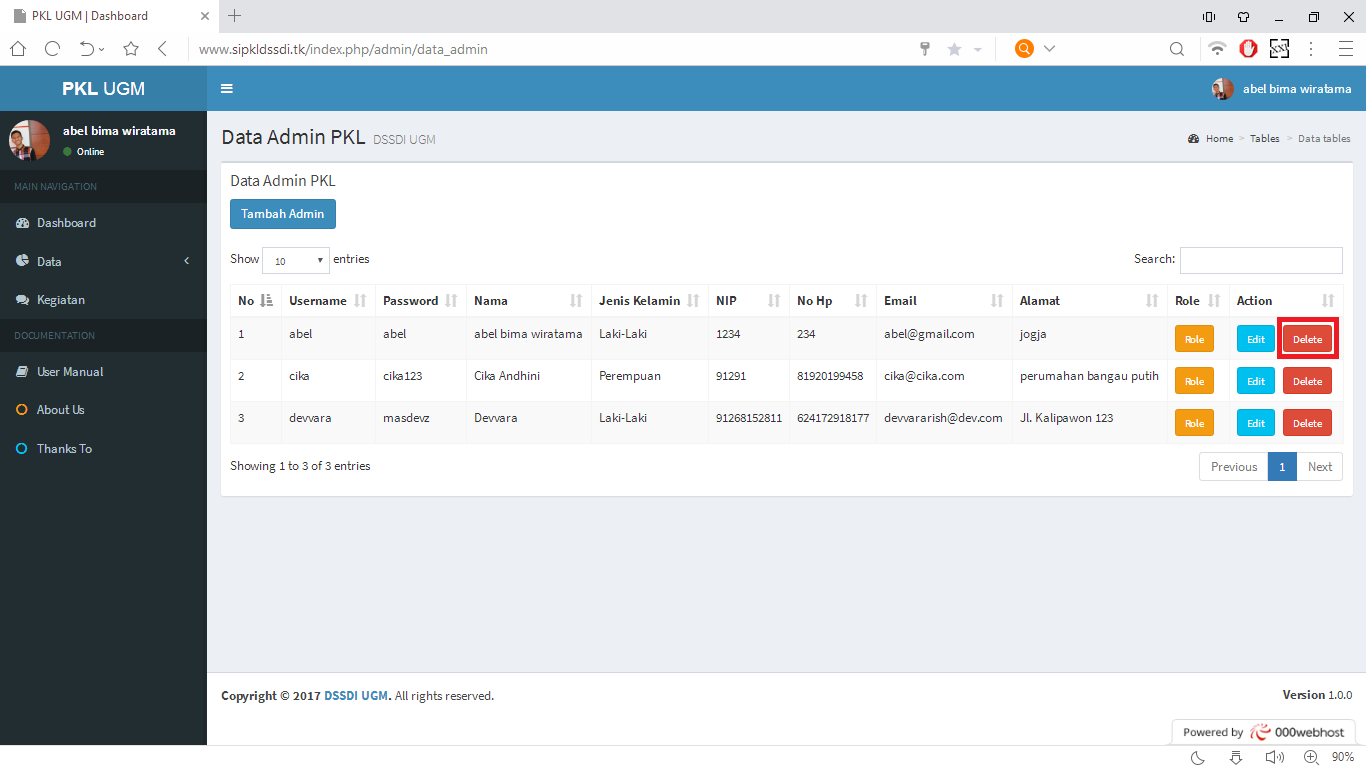 PKL UGM | Dashboard
www.sipkldssdi.tk/index.php/admin/data_admin
PKL UGM
abel bima wiratama
abel bima wiratama
Online
MAIN NAVIGATION
Dashboard
Data
Kegiatan
DOCUMENTATION
User Manual
About Us
Thanks To
Data Admin PKL DSSDI UGM
Home > Tables > Data tables
Data Admin PKL
Tambah Admin
Show 10 entries
Search:
No Username Password Nama Jenis Kelamin NIP No Hp Email Alamat Role Action
1 abel abel abel bima wiratama Laki-Laki 1234 234 abel@gmail.com jogja Role Edit Delete
2 cika cika123 Cika Andhini Perempuan 91291 81920199458 cika@cika.com perumahan bangau putih Role Edit Delete
3 devvara masdevz Devvara Laki-Laki 91268152811 624172918177 devvararish@dev.com Jl. Kalipawon 123 Role Edit Delete
Showing 1 to 3 of 3 entries
Previous 1 Next
Copyright © 2017 DSSDI UGM. All rights reserved.
Version 1.0.0
Powered by 000webhost
90%